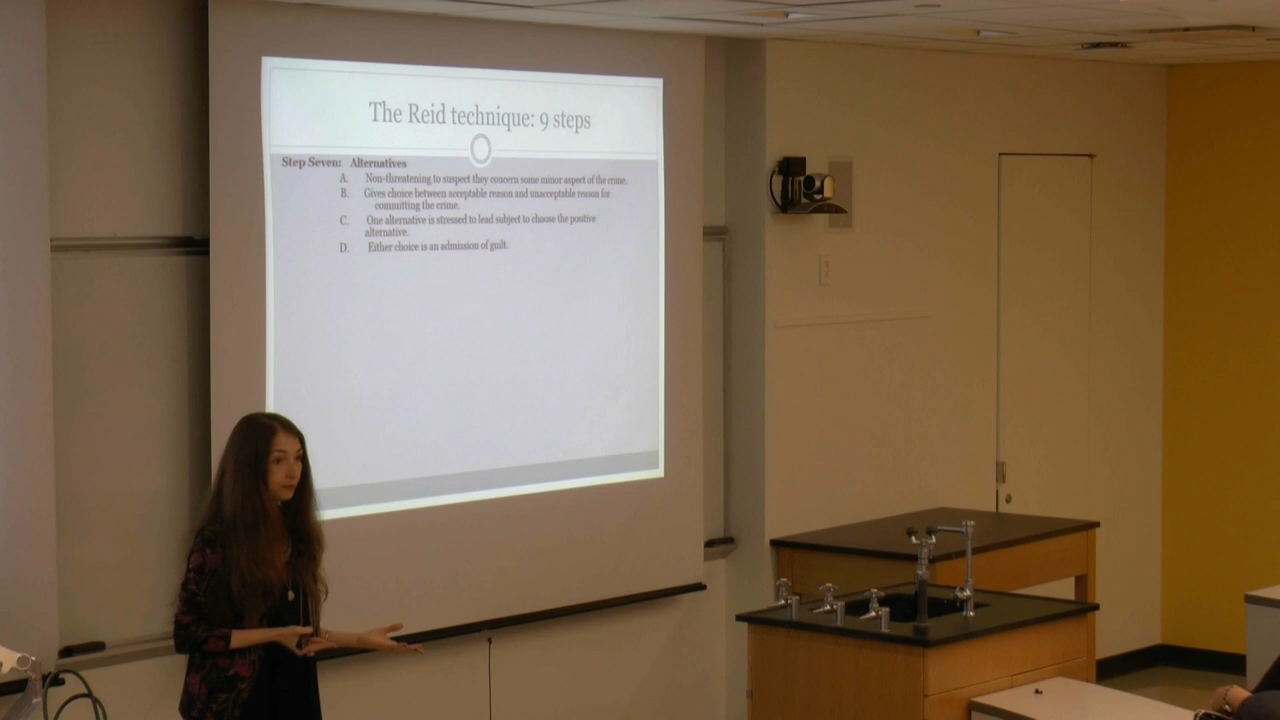 The Reid technique: 9 steps
Step Seven: Alternatives
A. Non-threatening to suspect they concern some minor aspect of the crime.
B. Gives choice between acceptable reason and unacceptable reason for
committing the crime.
C. One alternative is stressed to lead subject to choose the positive
alternative.
D. Either choice is an admission of guilt.